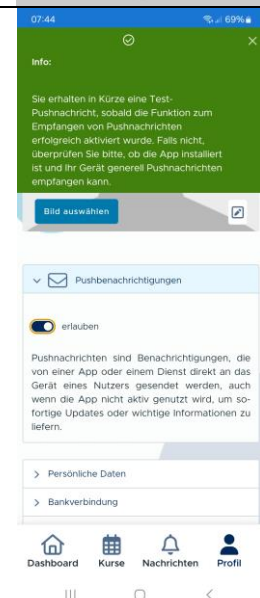 07:44
69%
Info:
Sie erhalten in Kürze eine Test-
Pushnachricht, sobald die Funktion zum
Empfangen von Pushnachrichten
erfolgreich aktiviert wurde. Falls nicht,
überprüfen Sie bitte, ob die App installiert
ist und Ihr Gerät generell Pushnachrichten
empfangen kann.
Bild auswählen
Pushbenachrichtigungen
erlauben
Pushnachrichten sind Benachrichtigungen, die
von einer App oder einem Dienst direkt an das
Gerät eines Nutzers gesendet werden, auch
wenn die App nicht aktiv genutzt wird, um so-
fortige Updates oder wichtige Informationen zu
liefern.
Persönliche Daten
Bankverbindung
Dashboard Kurse Nachrichten Profil